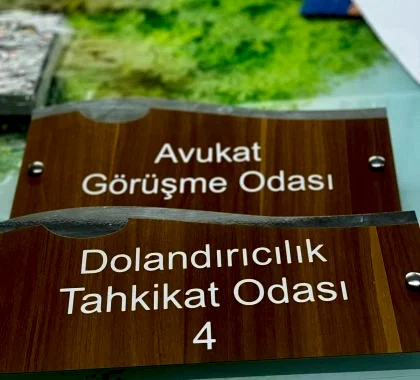 Avukat
Görüşme Odası
Dolandırıcılık
Tahkikat Odası
4